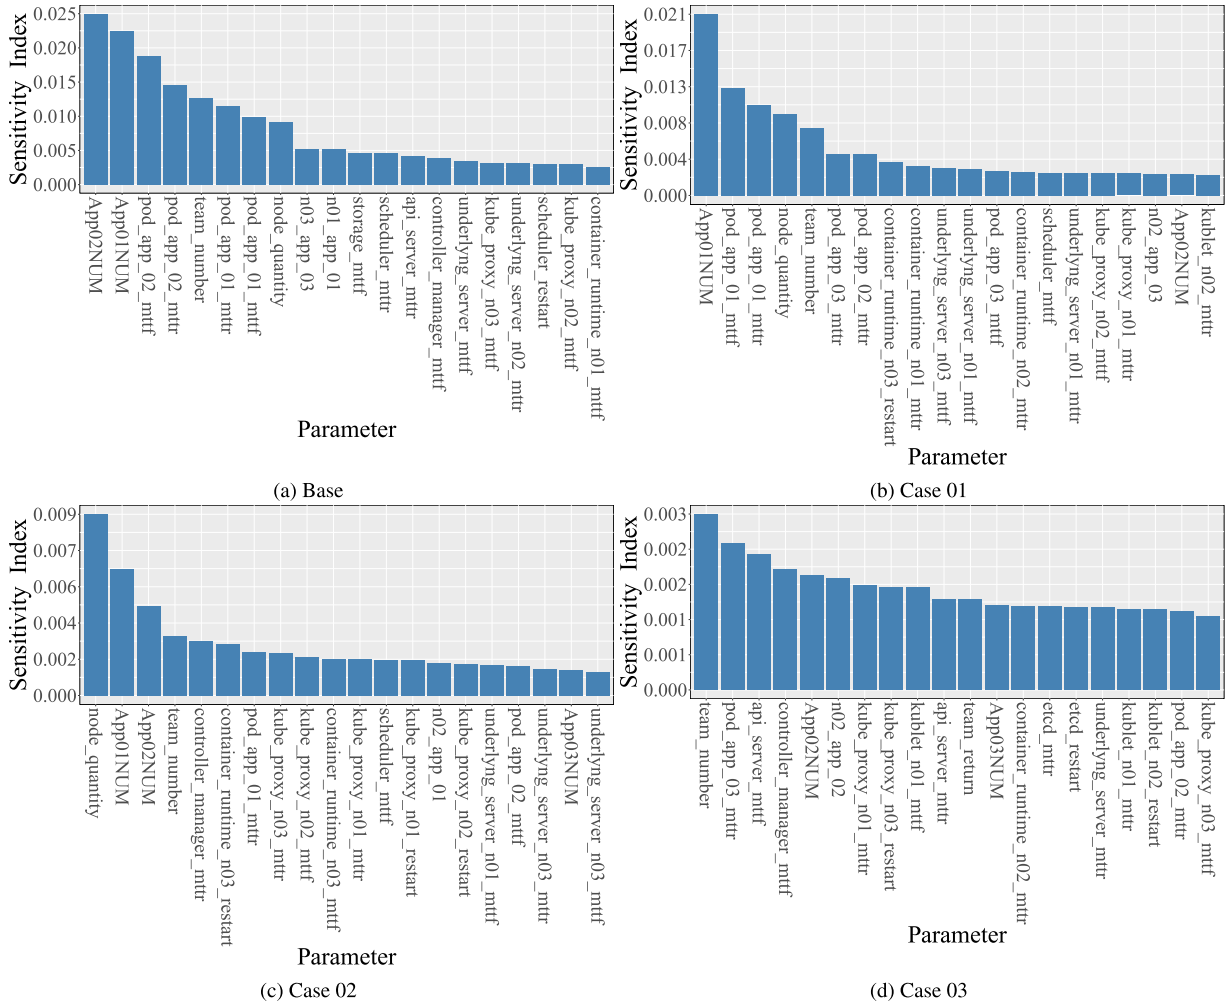 Sensitivity Index
0.025
0.020
0.015
0.010
0.005
0.000
App02NUM
App01NUM
pod_app_02_mttf
pod_app_02_mttr
team_number
pod_app_01_mttr
pod_app_01_mttf
node_quantity
n03_app_03
n01_app_01
storage_mttf
scheduler_mttr
api_server_mttr
controller_manager_mttf
underlyng_server_mttf
kube_proxy_n03_mttf
underlyng_server_n02_mttr
scheduler_restart
kube_proxy_n02_mttf
container_runtime_n01_mttf
Parameter
(a) Base
Sensitivity Index
0.021
0.017
0.013
0.008
0.004
0.000
App01NUM
pod_app_01_mttf
pod_app_01_mttr
node_quantity
team_number
pod_app_03_mttr
pod_app_02_mttr
container_runtime_n03_restart
container_runtime_n01_mttr
underlyng_server_n03_mttf
underlyng_server_n01_mttf
pod_app_03_mttf
container_runtime_n02_mttr
scheduler_mttf
underlyng_server_n01_mttr
kube_proxy_n02_mttf
kube_proxy_n01_mttr
n02_app_03
App02NUM
kublet_n02_mttr
Parameter
(b) Case 01
Sensitivity Index
0.009
0.007
0.006
0.004
0.002
0.000
node_quantity
App01NUM
App02NUM
team_number
controller_manager_mttr
container_runtime_n03_restart
pod_app_01_mttr
kube_proxy_n03_mttr
kube_proxy_n02_mttf
container_runtime_n03_mttf
kube_proxy_n01_mttr
scheduler_mttf
kube_proxy_n01_restart
n02_app_01
kube_proxy_n02_restart
underlyng_server_n01_mttf
pod_app_02_mttf
underlyng_server_n03_mttr
App03NUM
underlyng_server_n03_mttf
Parameter
(c) Case 02
Sensitivity Index
0.003
0.002
0.002
0.001
0.001
0.000
team_number
pod_app_03_mttr
api_server_mttf
controller_manager_mttf
App02NUM
n02_app_02
kube_proxy_n01_mttr
kube_proxy_n03_restart
kublet_n01_mttf
api_server_mttr
team_return
App03NUM
container_runtime_n02_mttr
etcd_mttr
etcd_restart
underlyng_server_mttr
kublet_n01_mttr
kublet_n02_restart
pod_app_02_mttr
kube_proxy_n03_mttf
Parameter
(d) Case 03